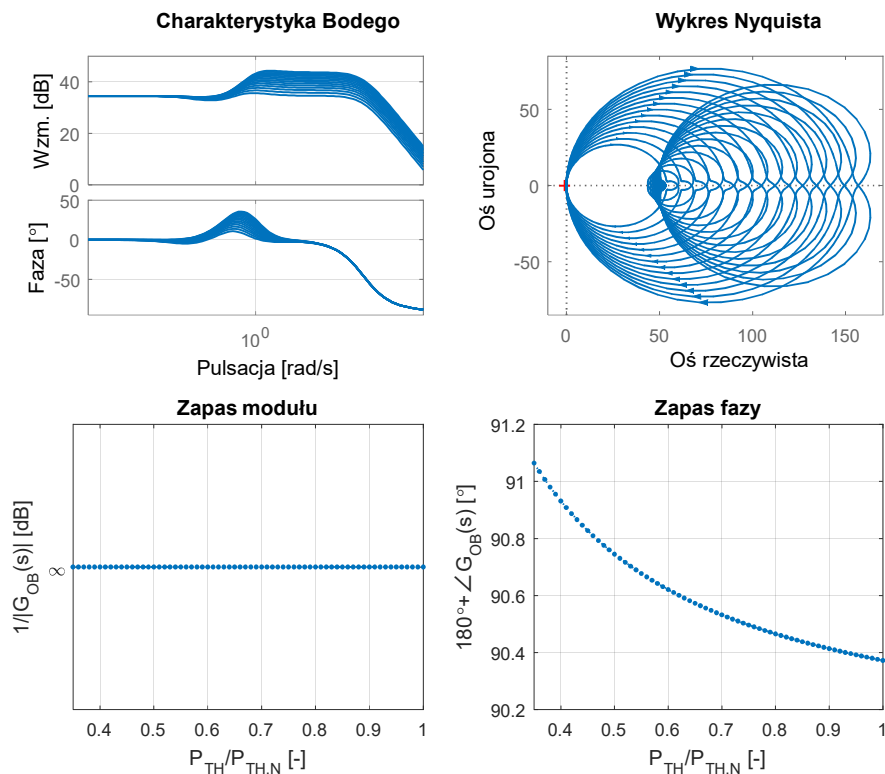 Charakterystyka Bodego
Wzm. [dB]
40
20
0
Faza [°]
50
0
-50
10⁰
Pulsacja [rad/s]
Wykres Nyquista
Oś urojona
50
0
-50
0 50 100 150
Oś rzeczywista
Zapas modułu
1/|G_OB(s)| [dB]
∞
0.4 0.5 0.6 0.7 0.8 0.9 1
P_TH/P_TH,N [-]
Zapas fazy
180°+∠G_OB(s) [°]
91.2
91
90.8
90.6
90.4
90.2
0.4 0.5 0.6 0.7 0.8 0.9 1
P_TH/P_TH,N [-]